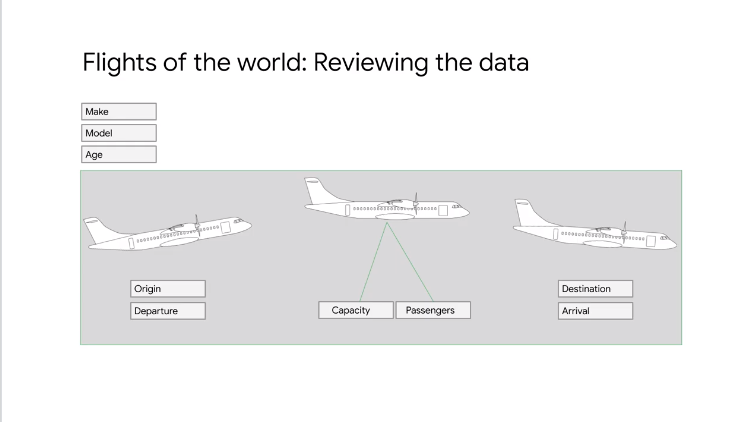 Flights of the world: Reviewing the data
Make
Model
Age
Origin
Departure
Capacity
Passengers
Destination
Arrival